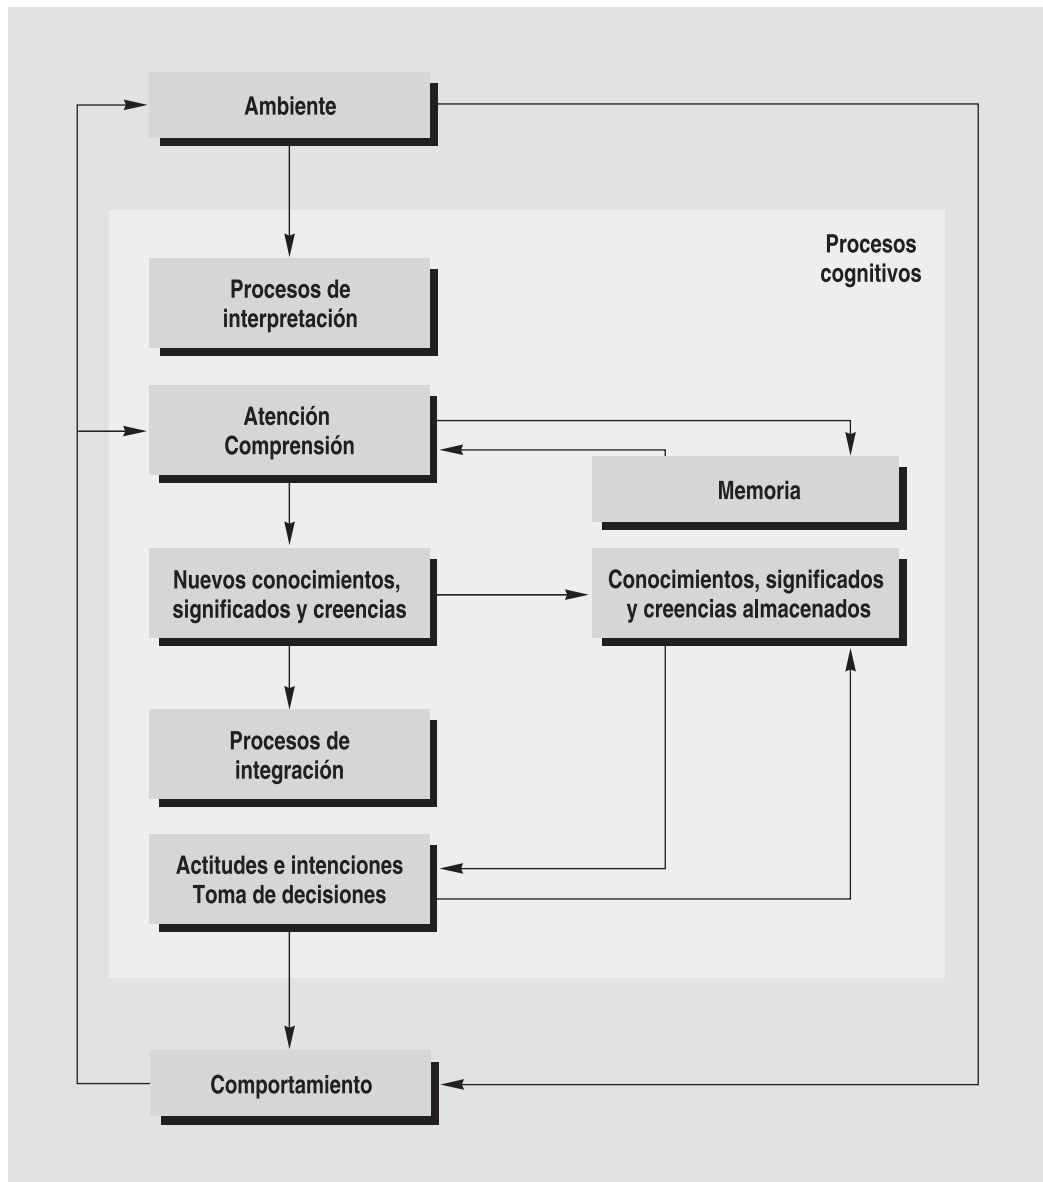 Ambiente
Procesos
cognitivos
Procesos de
interpretación
Atención
Comprensión
Memoria
Nuevos conocimientos,
significados y creencias
Conocimientos, significados
y creencias almacenados
Procesos de
integración
Actitudes e intenciones
Toma de decisiones
Comportamiento